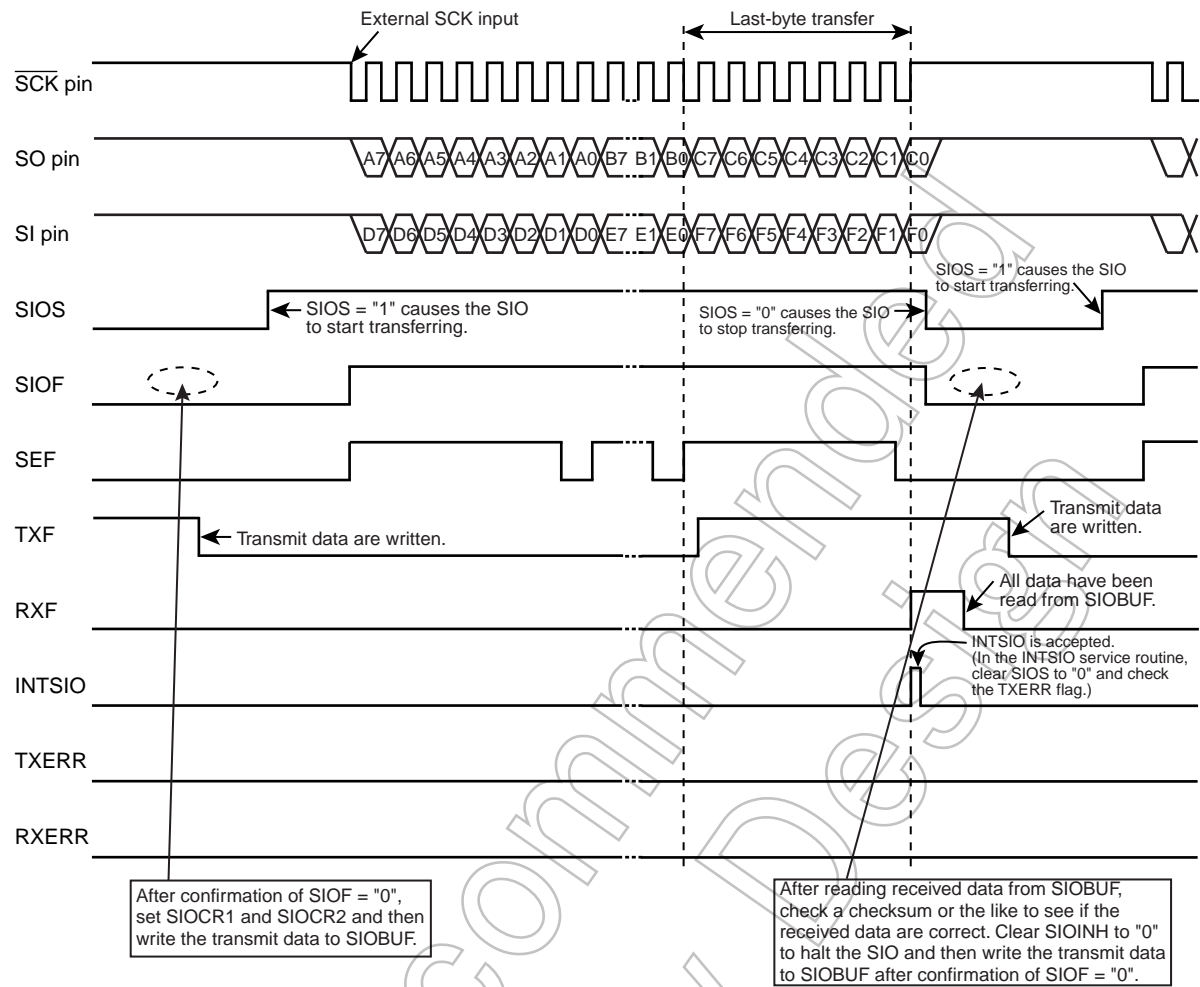 External SCK input
Last-byte transfer
SCK pin
SO pin
A7 A6 A5 A4 A3 A2 A1 A0 B7 B1 B0 C7 C6 C5 C4 C3 C2 C1 C0
SI pin
D7 D6 D5 D4 D3 D2 D1 D0 E7 E1 E0 F7 F6 F5 F4 F3 F2 F1 F0
SIOS = "1" causes the SIO
to start transferring.
SIOS
SIOS = "1" causes the SIO
to start transferring.
SIOS = "0" causes the SIO
to stop transferring.
SIOF
SEF
TXF
Transmit data are written.
Transmit data
are written.
RXF
All data have been
read from SIOBUF.
INTSIO
INTSIO is accepted.
(In the INTSIO service routine,
clear SIOS to "0" and check
the TXERR flag.)
TXERR
RXERR
After confirmation of SIOF = "0",
set SIOCR1 and SIOCR2 and then
write the transmit data to SIOBUF.
After reading received data from SIOBUF,
check a checksum or the like to see if the
received data are correct. Clear SIOINH to "0"
to halt the SIO and then write the transmit data
to SIOBUF after confirmation of SIOF = "0".
commended
Design